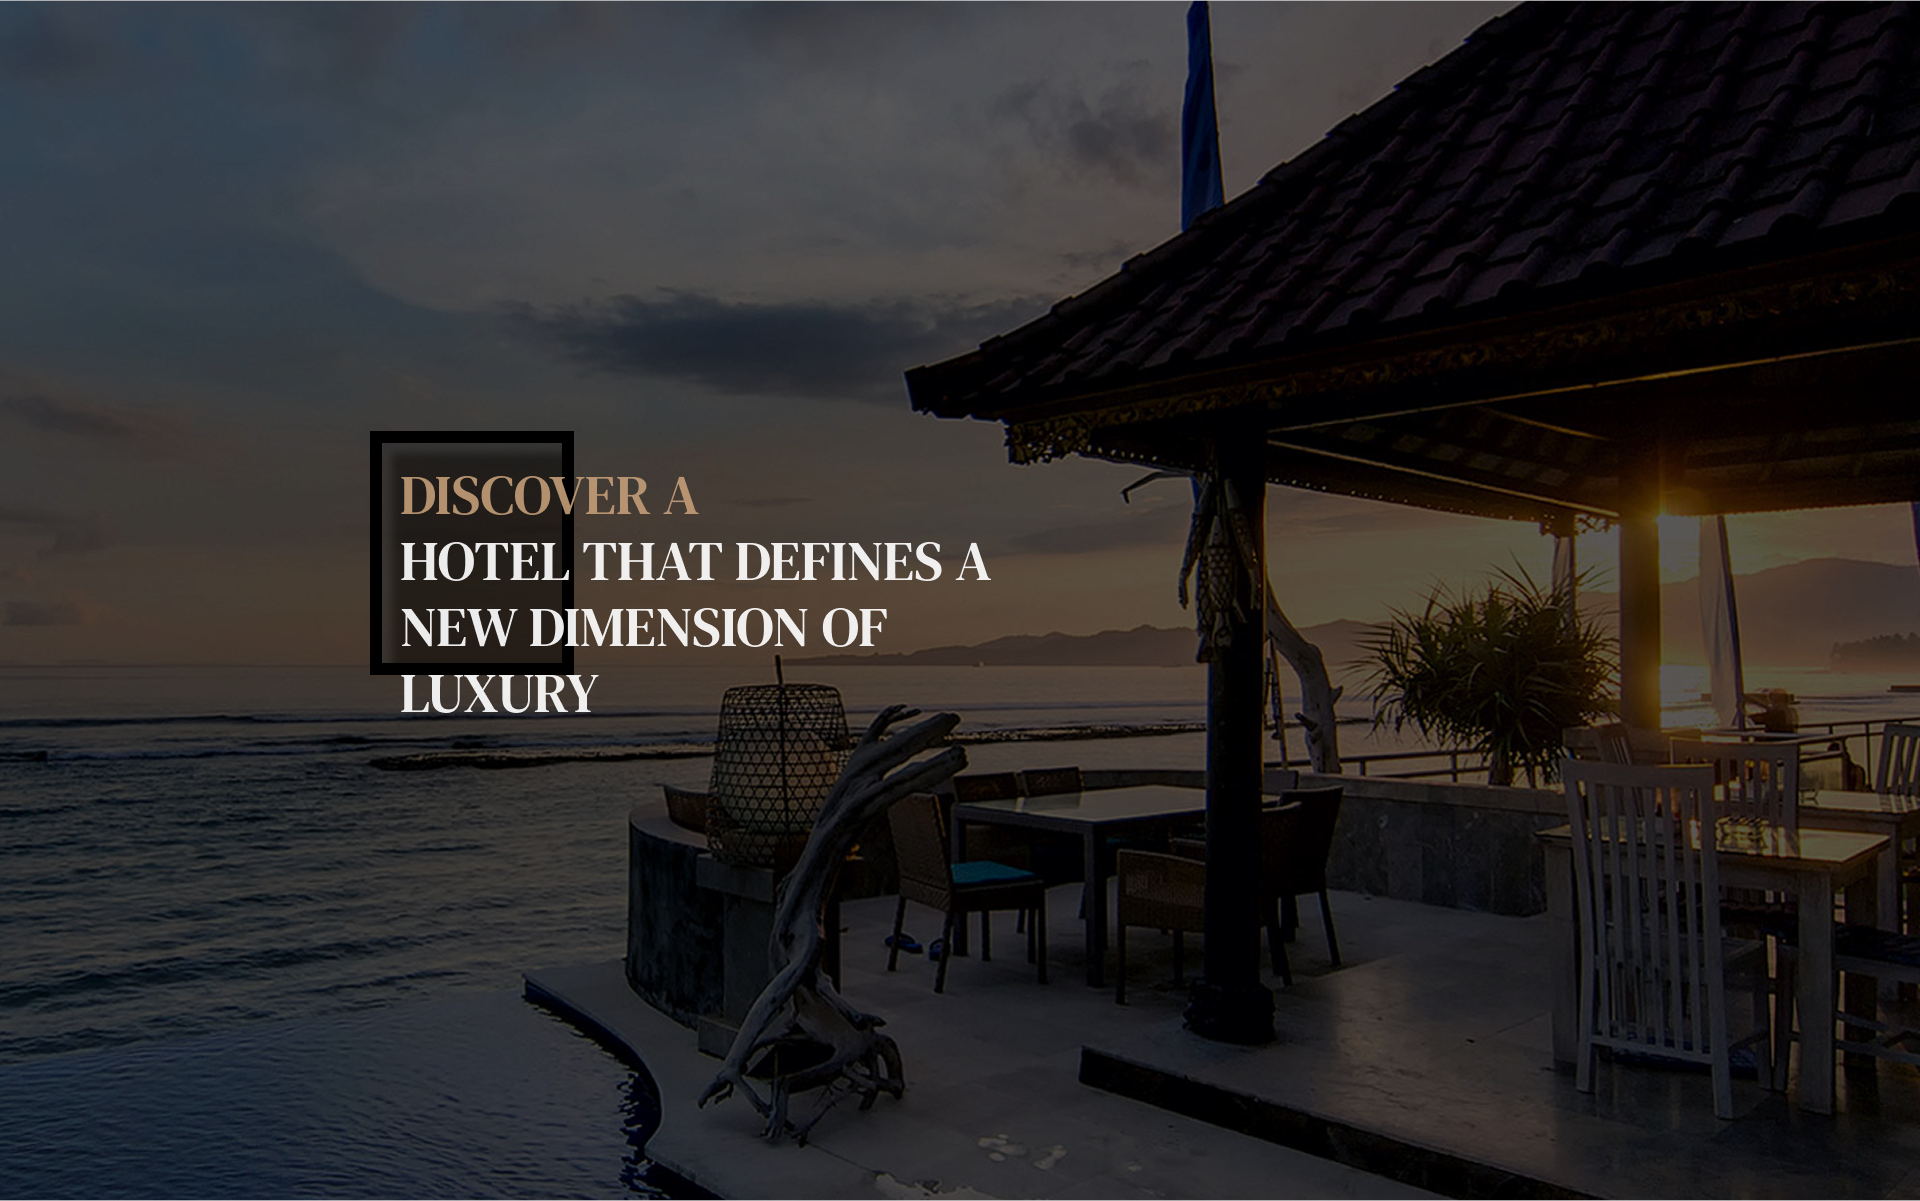 DISCOVER A
HOTEL THAT DEFINES A
NEW DIMENSION OF
LUXURY